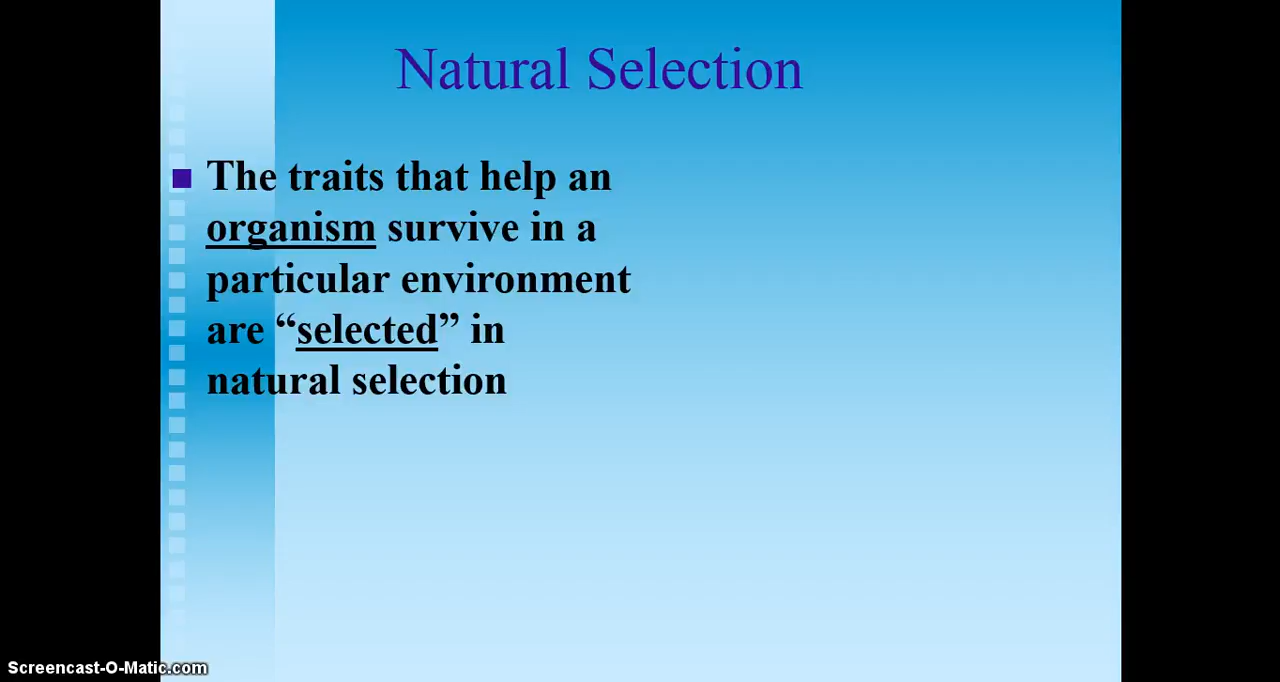 Natural Selection
The traits that help an
organism survive in a
particular environment
are “selected” in
natural selection
Screencast-O-Matic.com